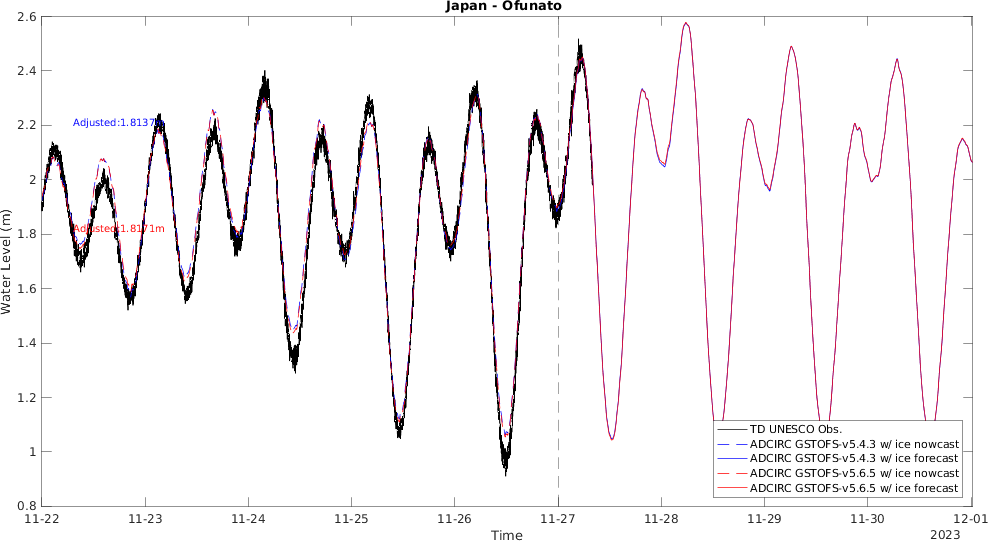 Japan - Ofunato
2.6
2.4
2.2
2
1.8
1.6
1.4
1.2
1
0.8
Water Level (m)
Adjusted:1.8137m
Adjusted:1.8171m
TD UNESCO Obs.
ADCIRC GSTOFS-v5.4.3 w/ ice nowcast
ADCIRC GSTOFS-v5.4.3 w/ ice forecast
ADCIRC GSTOFS-v5.6.5 w/ ice nowcast
ADCIRC GSTOFS-v5.6.5 w/ ice forecast
11-22
11-23
11-24
11-25
11-26
11-27
11-28
11-29
11-30
12-01
Time
2023